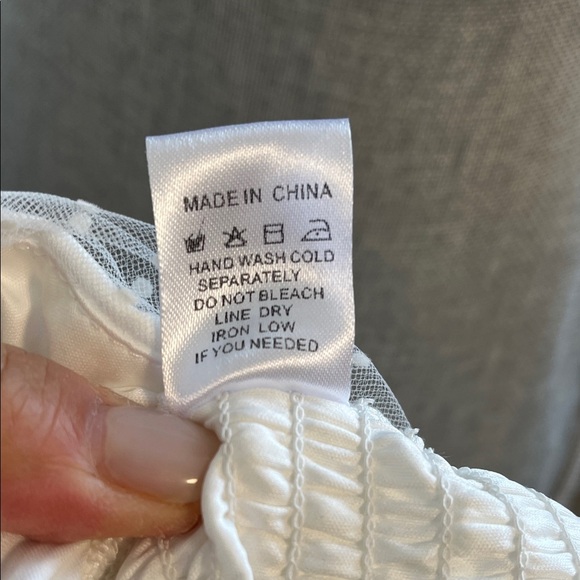 MADE IN CHINA
HAND WASH COLD
SEPARATELY
DO NOT BLEACH
LINE DRY
IRON LOW
IF YOU NEEDED